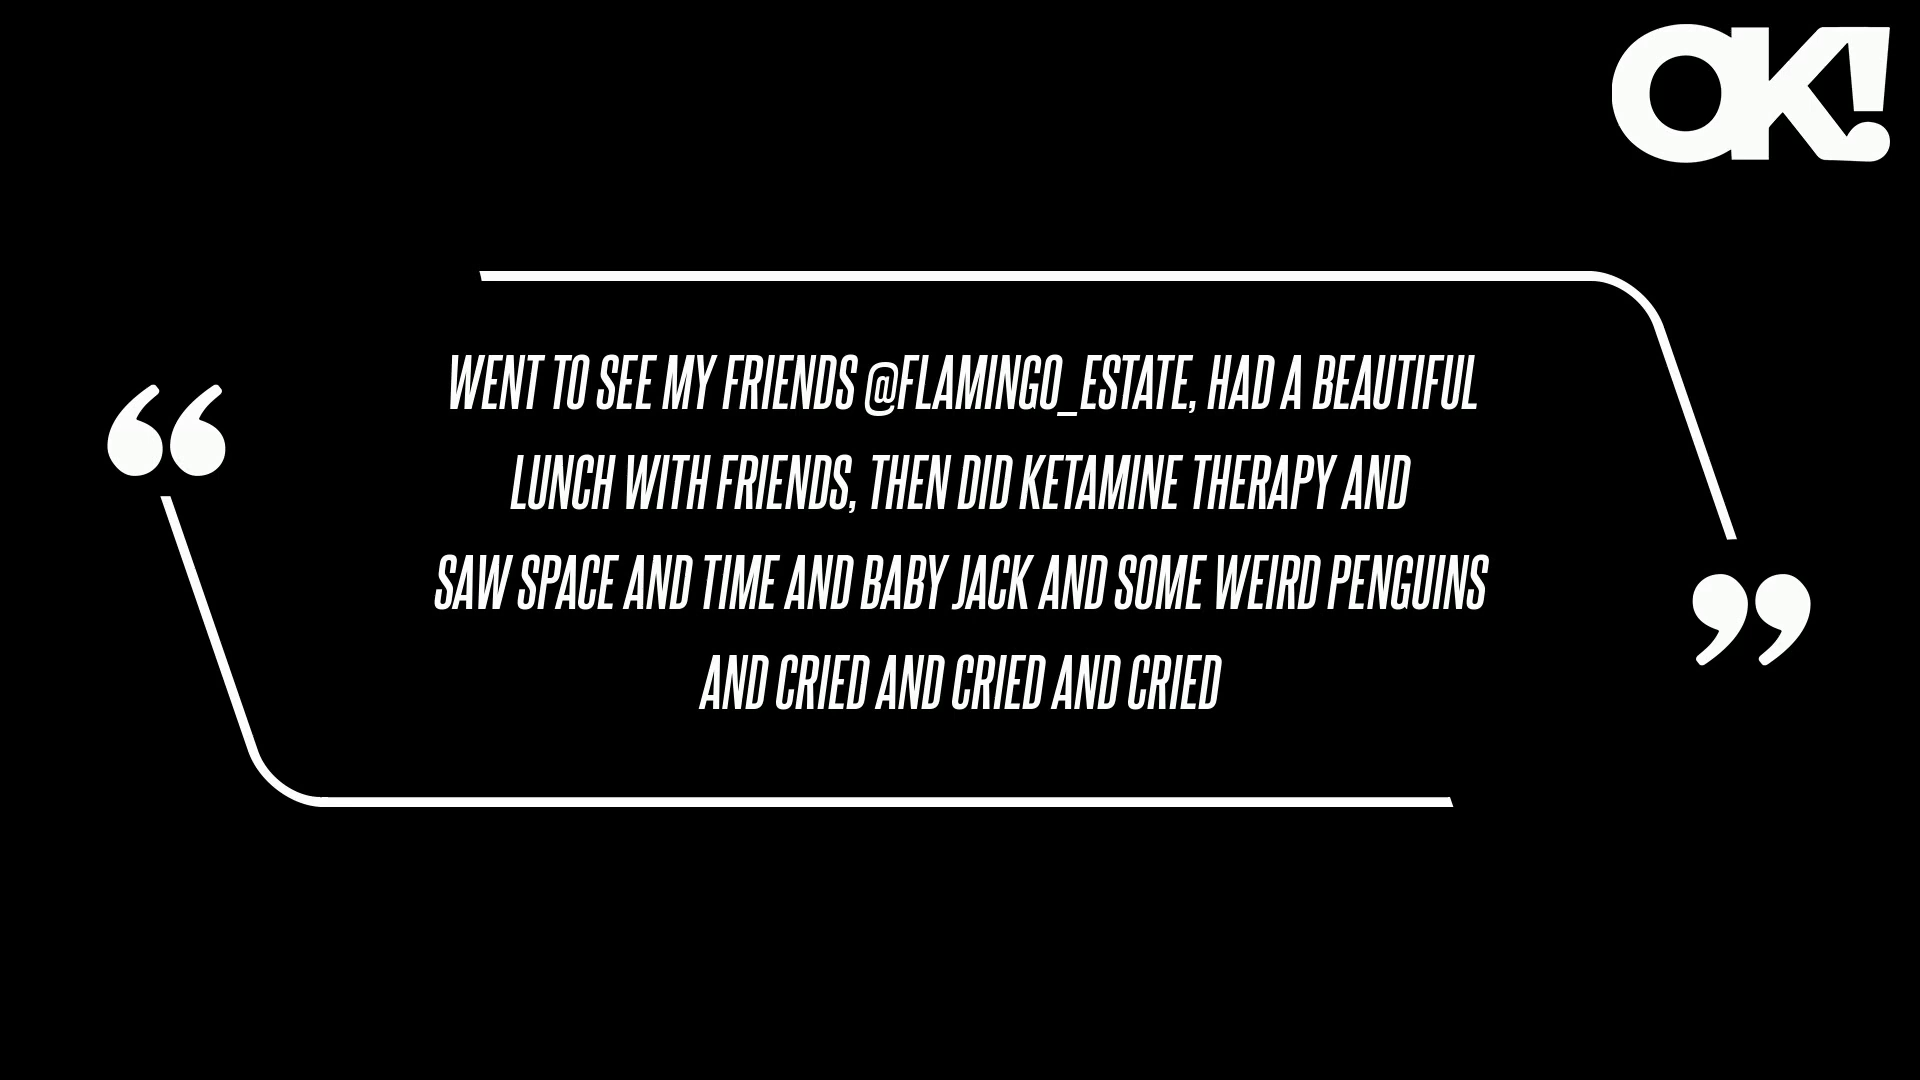 OK!
“
WENT TO SEE MY FRIENDS @FLAMINGO_ESTATE, HAD A BEAUTIFUL
LUNCH WITH FRIENDS, THEN DID KETAMINE THERAPY AND
SAW SPACE AND TIME AND BABY JACK AND SOME WEIRD PENGUINS
AND CRIED AND CRIED AND CRIED
”